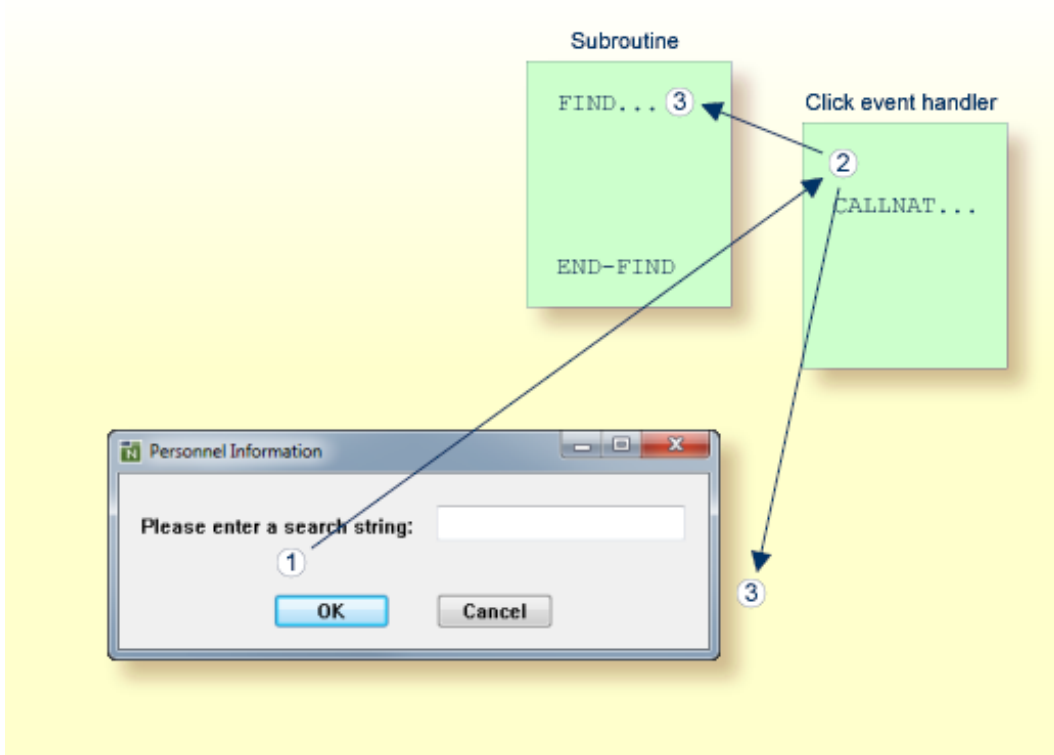 Subroutine
FIND... 3
Click event handler
2
CALLNAT...
END-FIND
Personnel Information
Please enter a search string:
1
3
OK
Cancel